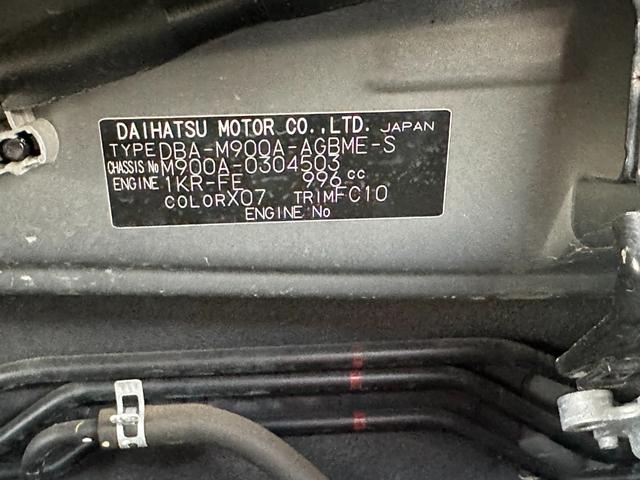 DAIHATSU MOTOR CO.,LTD. JAPAN
TYPE DBA-M900A-AGBME-S
CHASSIS No M900A-0304503
ENGINE 1KR-FE 996 cc
COLOR X07 TRIM FC10
ENGINE No